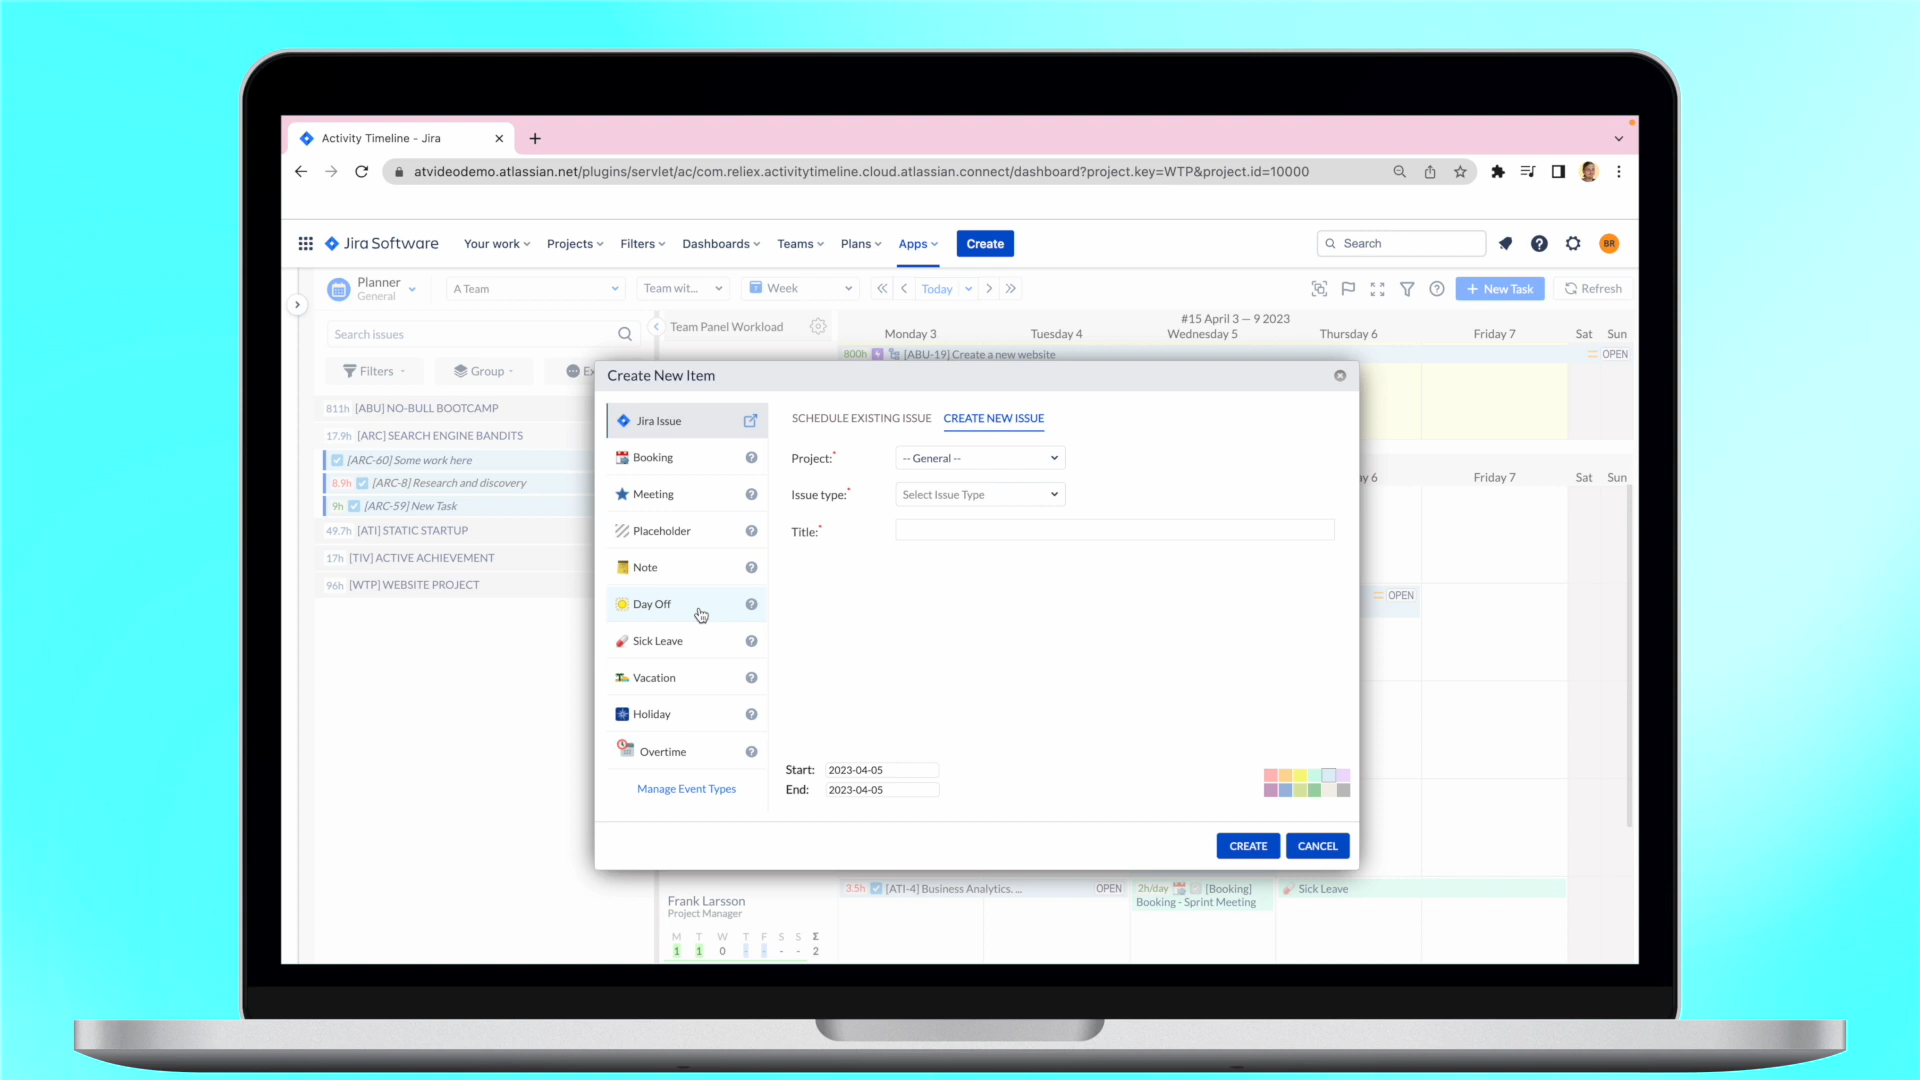 Activity Timeline - Jira
atvideodemo.atlassian.net/plugins/servlet/ac/com.reliex.activitytimeline.cloud.atlassian.connect/dashboard?project.key=WTP&project.id=10000
Jira Software Your work Projects Filters Dashboards Teams Plans Apps Create Search BR
Planner
General
A Team Team wit... Week Today + New Task Refresh
Search issues
Team Panel Workload
#15 April 3 — 9 2023
Monday 3 Tuesday 4 Wednesday 5 Thursday 6 Friday 7 Sat Sun
800h [ABU-19] Create a new website OPEN
Filters Group Ex
811h [ABU] NO-BULL BOOTCAMP
17.9h [ARC] SEARCH ENGINE BANDITS
[ARC-60] Some work here
8.9h [ARC-8] Research and discovery
9h [ARC-59] New Task
49.7h [ATI] STATIC STARTUP
17h [TIV] ACTIVE ACHIEVEMENT
96h [WTP] WEBSITE PROJECT
Create New Item
Jira Issue
Booking
Meeting
Placeholder
Note
Day Off
Sick Leave
Vacation
Holiday
Overtime
Manage Event Types
SCHEDULE EXISTING ISSUE CREATE NEW ISSUE
Project:* -- General --
Issue type:* Select Issue Type
Title:*
Start: 2023-04-05
End: 2023-04-05
CREATE CANCEL
ay 6 Friday 7 Sat Sun
OPEN
3.5h [ATI-4] Business Analytics. ... OPEN 2h/day [Booking] Sick Leave
Booking - Sprint Meeting
Frank Larsson
Project Manager
M T W T F S S Σ
1 1 0 - - - - 2